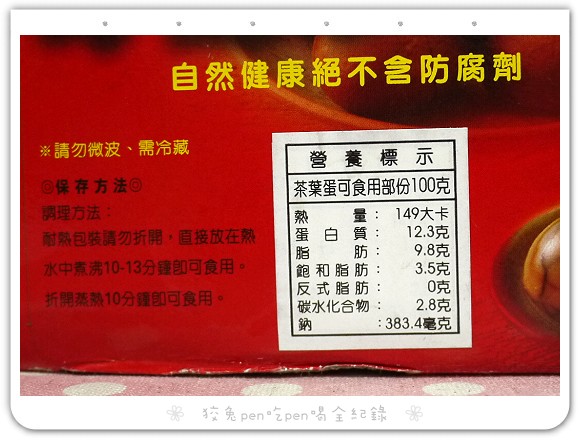 自然健康絕不含防腐劑
※請勿微波、需冷藏
◎保存方法◎
調理方法：
耐熱包裝請勿折開，直接放在熱
水中煮沸10-13分鐘即可食用。
折開蒸熱10分鐘即可食用。
營養標示
茶葉蛋可食用部份100克
熱量：149大卡
蛋白質：12.3克
脂肪：9.8克
飽和脂肪：3.5克
反式脂肪：0克
碳水化合物：2.8克
鈉：383.4毫克
狡兔pen吃pen喝全紀錄